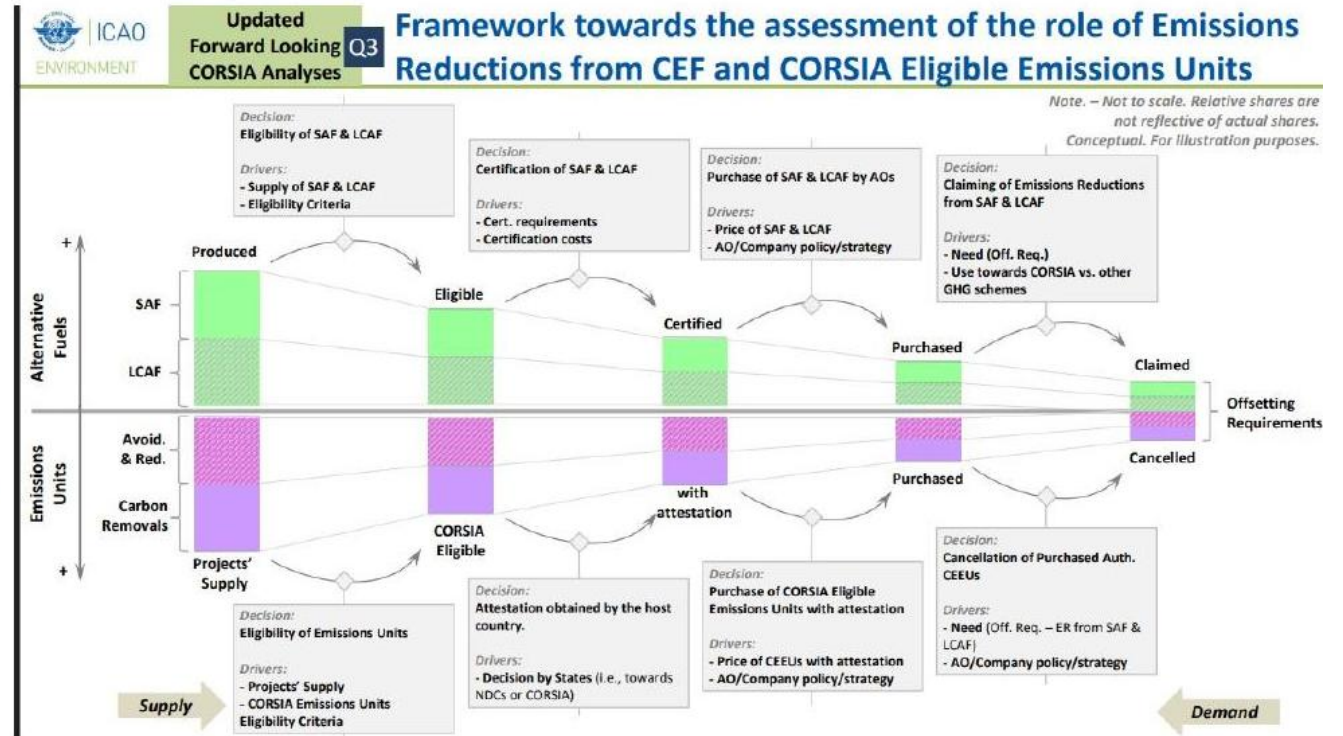 ICAO
ENVIRONMENT
Updated
Forward Looking
CORSIA Analyses
Q3
Framework towards the assessment of the role of Emissions
Reductions from CEF and CORSIA Eligible Emissions Units
Note. – Not to scale. Relative shares are
not reflective of actual shares.
Conceptual. For illustration purposes.
Decision:
Eligibility of SAF & LCAF
Drivers:
- Supply of SAF & LCAF
- Eligibility Criteria
Decision:
Certification of SAF & LCAF
Drivers:
- Cert. requirements
- Certification costs
Decision:
Purchase of SAF & LCAF by AOs
Drivers:
- Price of SAF & LCAF
- AO/Company policy/strategy
Decision:
Claiming of Emissions Reductions
from SAF & LCAF
Drivers:
- Need (Off. Req.)
- Use towards CORSIA vs. other
GHG schemes
+
Alternative
Fuels
Emissions
Units
+
Produced
Eligible
Certified
Purchased
Claimed
SAF
LCAF
Avoid.
& Red.
Carbon
Removals
Offsetting
Requirements
Projects'
Supply
CORSIA
Eligible
with
attestation
Purchased
Cancelled
Decision:
Eligibility of Emissions Units
Drivers:
- Projects' Supply
- CORSIA Emissions Units
Eligibility Criteria
Decision:
Attestation obtained by the host
country.
Drivers:
- Decision by States (i.e., towards
NDCs or CORSIA)
Decision:
Purchase of CORSIA Eligible
Emissions Units with attestation
Drivers:
- Price of CEEUs with attestation
- AO/Company policy/strategy
Decision:
Cancellation of Purchased Auth.
CEEUs
Drivers:
- Need (Off. Req. – ER from SAF &
LCAF)
- AO/Company policy/strategy
Supply
Demand